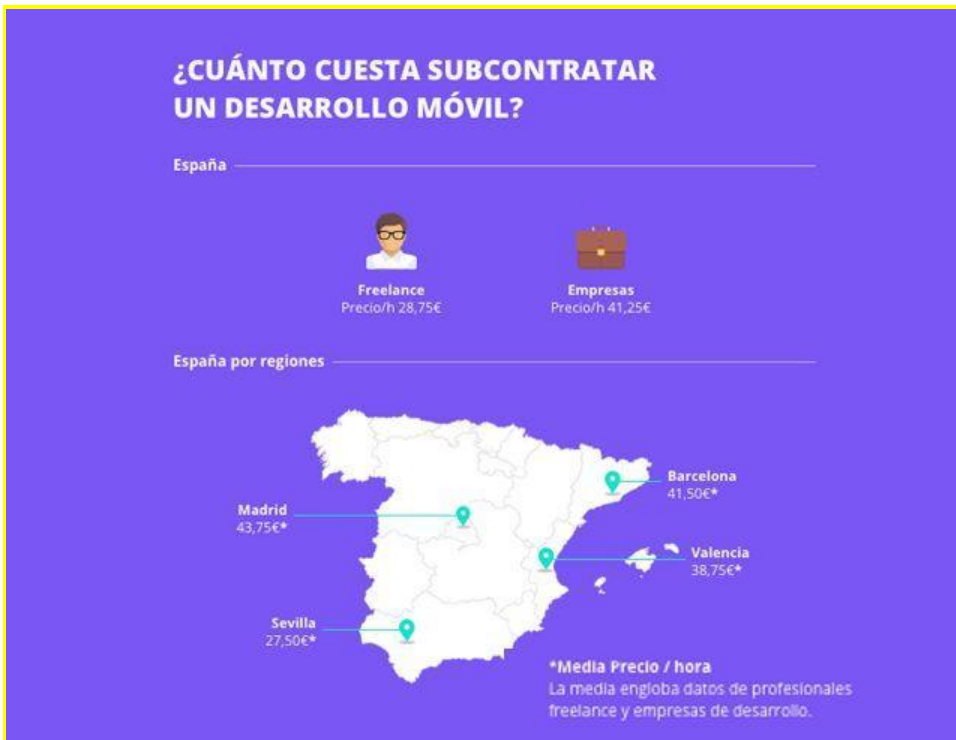 ¿CUÁNTO CUESTA SUBCONTRATAR
UN DESARROLLO MÓVIL?
España
Freelance
Precio/h 28,75€
Empresas
Precio/h 41,25€
España por regiones
Barcelona
41,50€*
Madrid
43,75€*
Valencia
38,75€*
Sevilla
27,50€*
*Media Precio / hora
La media engloba datos de profesionales
freelance y empresas de desarrollo.